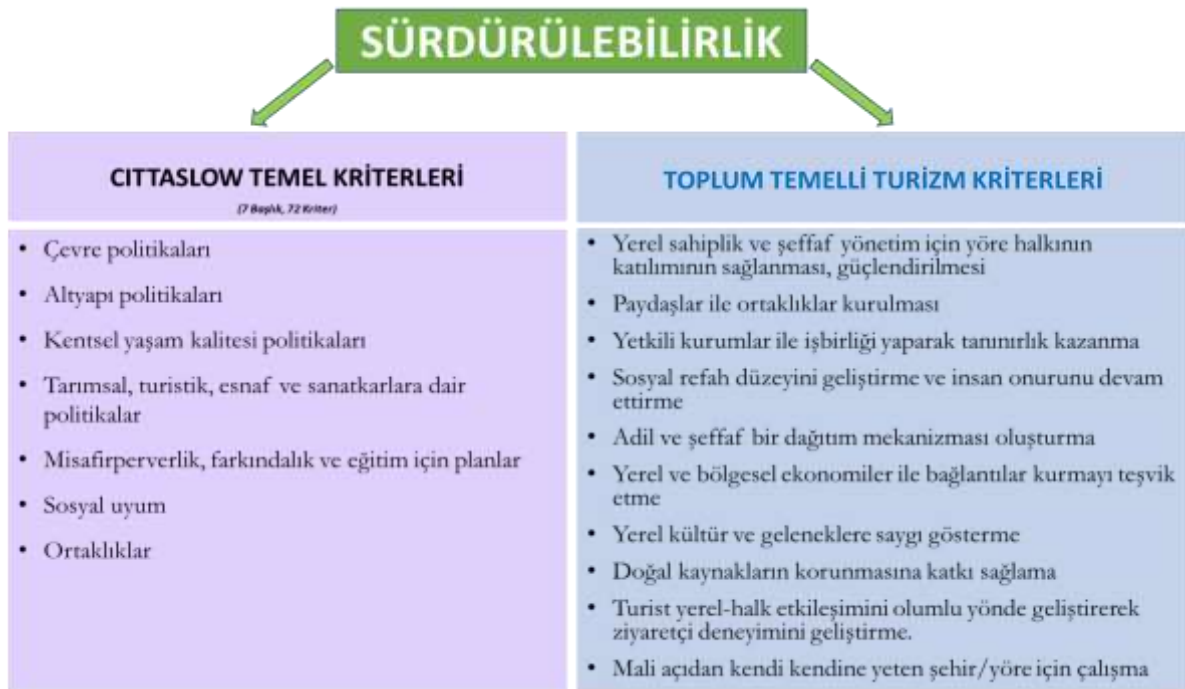 SÜRDÜRÜLEBİLİRLİK
CITTASLOW TEMEL KRİTERLERİ
(7 Başlık, 72 Kriter)
• Çevre politikaları
• Altyapı politikaları
• Kentsel yaşam kalitesi politikaları
• Tarımsal, turistik, esnaf ve sanatkarlara dair
politikalar
• Misafirperverlik, farkındalık ve eğitim için planlar
• Sosyal uyum
• Ortaklıklar
TOPLUM TEMELLİ TURİZM KRİTERLERİ
• Yerel sahiplik ve şeffaf yönetim için yöre halkının
katılımının sağlanması, güçlendirilmesi
• Paydaşlar ile ortaklıklar kurulması
• Yetkili kurumlar ile işbirliği yaparak tanınırlık kazanma
• Sosyal refah düzeyini geliştirme ve insan onurunu devam
ettirme
• Adil ve şeffaf bir dağıtım mekanizması oluşturma
• Yerel ve bölgesel ekonomiler ile bağlantılar kurmayı teşvik
etme
• Yerel kültür ve geleneklere saygı gösterme
• Doğal kaynakların korunmasına katkı sağlama
• Turist yerel-halk etkileşimini olumlu yönde geliştirerek
ziyaretçi deneyimini geliştirme.
• Mali açıdan kendi kendine yeten şehir/yöre için çalışma